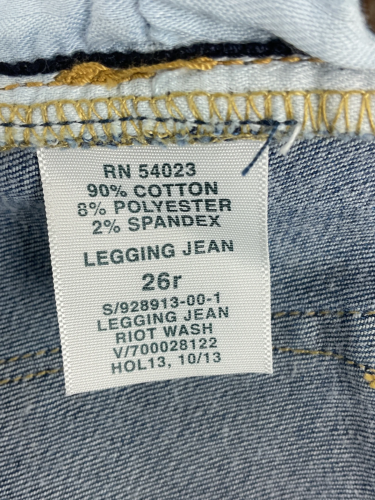 RN 54023
90% COTTON
8% POLYESTER
2% SPANDEX
LEGGING JEAN
26r
S/928913-00-1
LEGGING JEAN
RIOT WASH
V/700028122
HOL13, 10/13